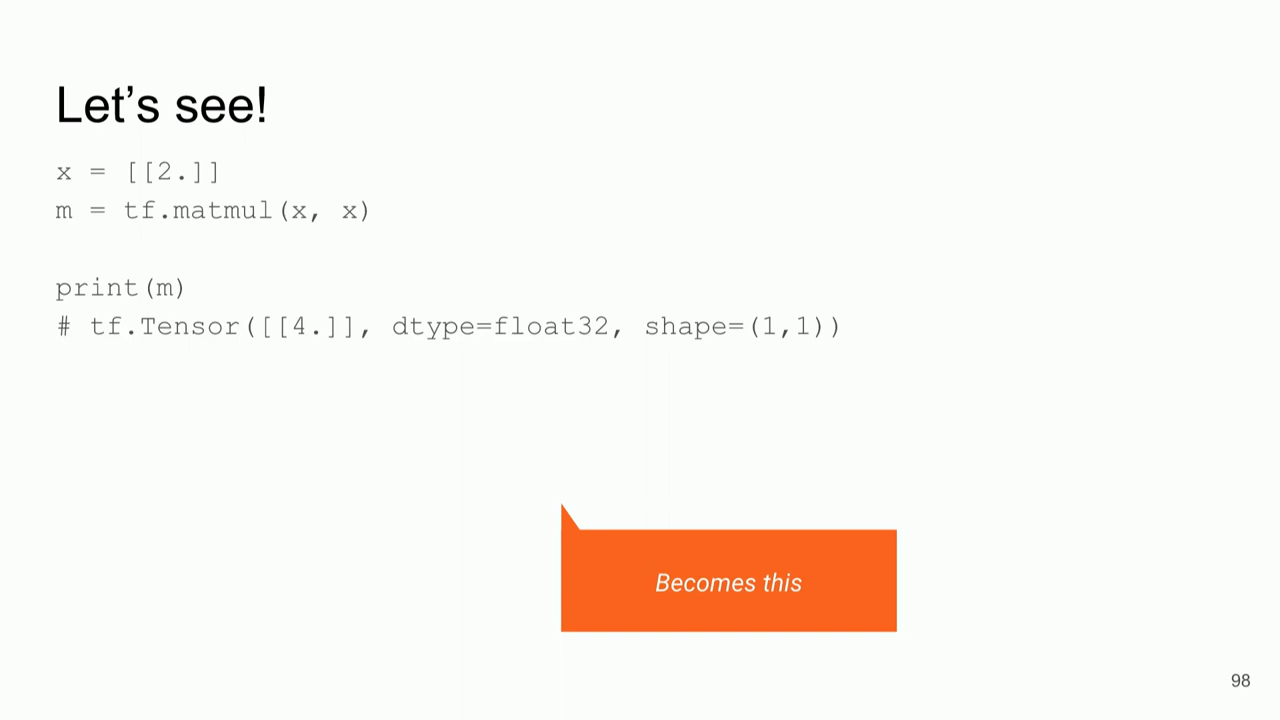 Let’s see!
x = [[2.]]
m = tf.matmul(x, x)
print(m)
# tf.Tensor([[4.]], dtype=float32, shape=(1,1))
Becomes this
98